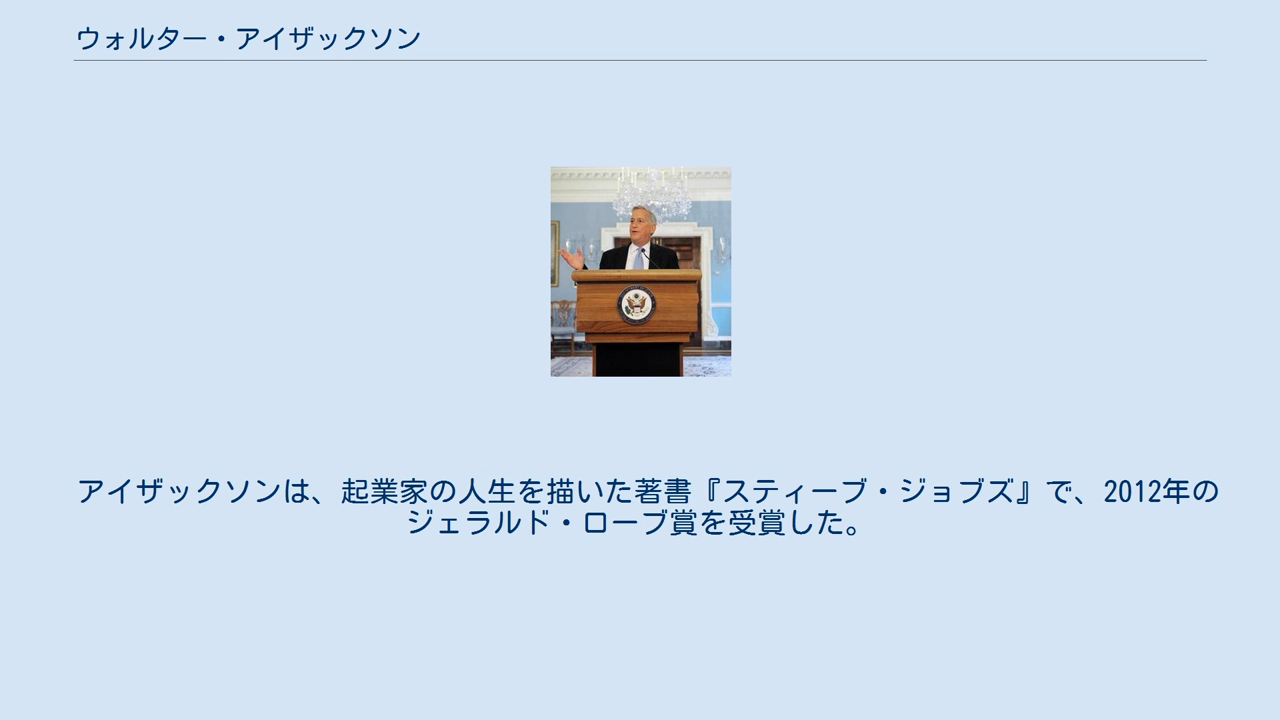 ウォルター・アイザックソン
アイザックソンは、起業家の人生を描いた著書『スティーブ・ジョブズ』で、2012年の
ジェラルド・ローブ賞を受賞した。